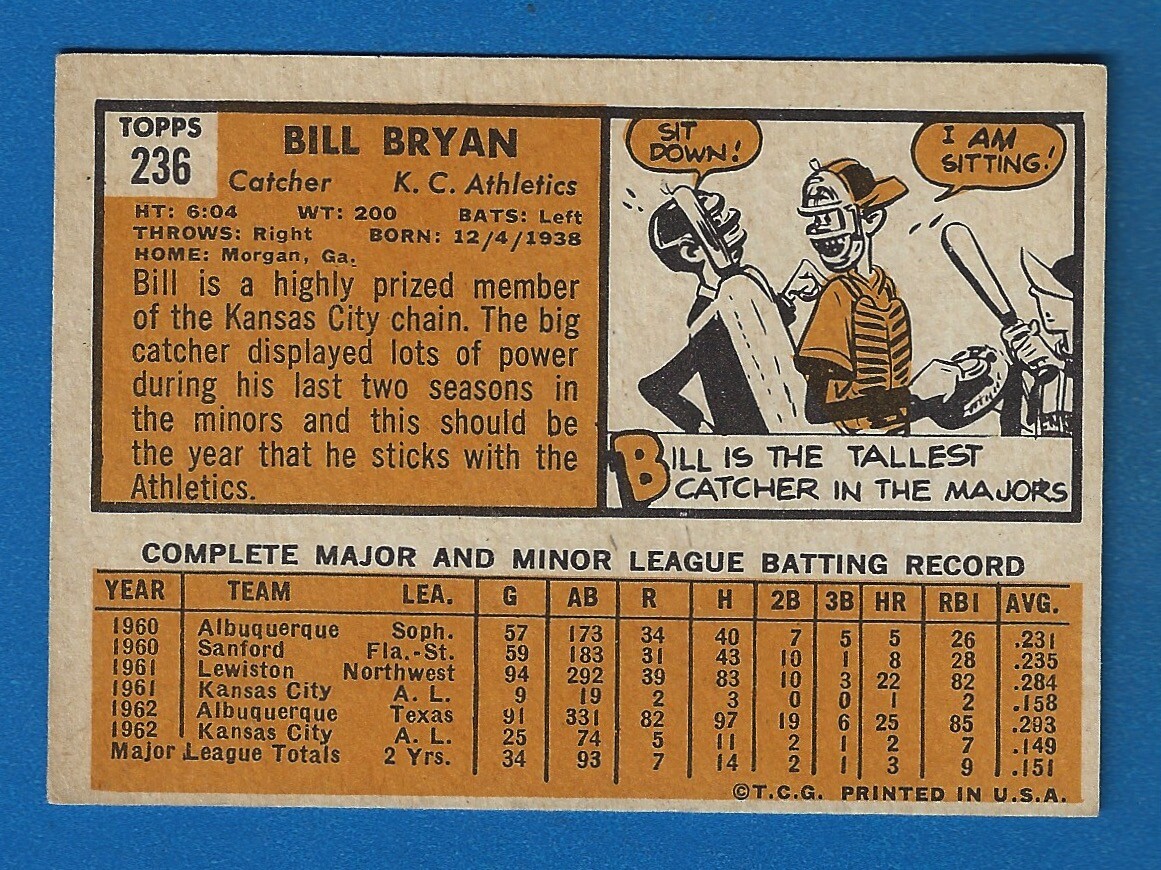 TOPPS
236
BILL BRYAN
Catcher K. C. Athletics
HT: 6:04 WT: 200 BATS: Left
THROWS: Right BORN: 12/4/1938
HOME: Morgan, Ga.
Bill is a highly prized member
of the Kansas City chain. The big
catcher displayed lots of power
during his last two seasons in
the minors and this should be
the year that he sticks with the
Athletics.
SIT
DOWN!
I AM
SITTING!
BILL IS THE TALLEST
CATCHER IN THE MAJORS
COMPLETE MAJOR AND MINOR LEAGUE BATTING RECORD
YEAR TEAM LEA. G AB R H 2B 3B HR RBI AVG.
1960 Albuquerque Soph. 57 173 34 40 7 5 5 26 .231
1960 Sanford Fla.-St. 59 183 31 43 10 1 8 28 .235
1961 Lewiston Northwest 94 292 39 83 10 3 22 82 .284
1961 Kansas City A. L. 9 19 2 3 0 0 1 2 .158
1962 Albuquerque Texas 91 331 82 97 19 6 25 85 .293
1962 Kansas City A. L. 25 74 5 11 2 1 2 7 .149
Major League Totals 2 Yrs. 34 93 7 14 2 1 3 9 .151
©T.C.G. PRINTED IN U.S.A.